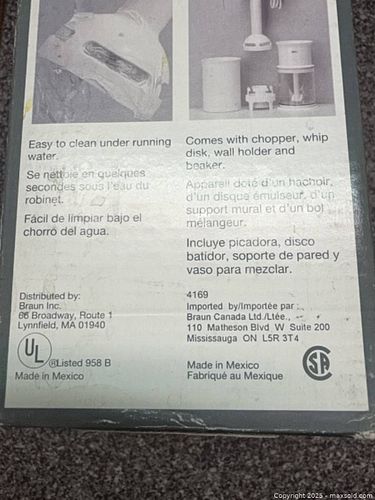 Easy to clean under running
water.
Se nettoie en quelques
secondes sous l'eau du
robinet.
Fácil de limpiar bajo el
chorro del agua.
Comes with chopper, whip
disk, wall holder and
beaker.
Appareil doté d'un hachoir,
d'un disque émulseur, d'un
support mural et d'un bol
mélangeur.
Incluye picadora, disco
batidor, soporte de pared y
vaso para mezclar.
Distributed by:
Braun Inc.
66 Broadway, Route 1
Lynnfield, MA 01940
UL ®Listed 958 B
Made in Mexico
4169
Imported by/Importée par :
Braun Canada Ltd./Ltée.,
110 Matheson Blvd W Suite 200
Mississauga ON L5R 3T4
Made in Mexico
Fabriqué au Mexique
SA
Copyright 2025 - maxsold.com